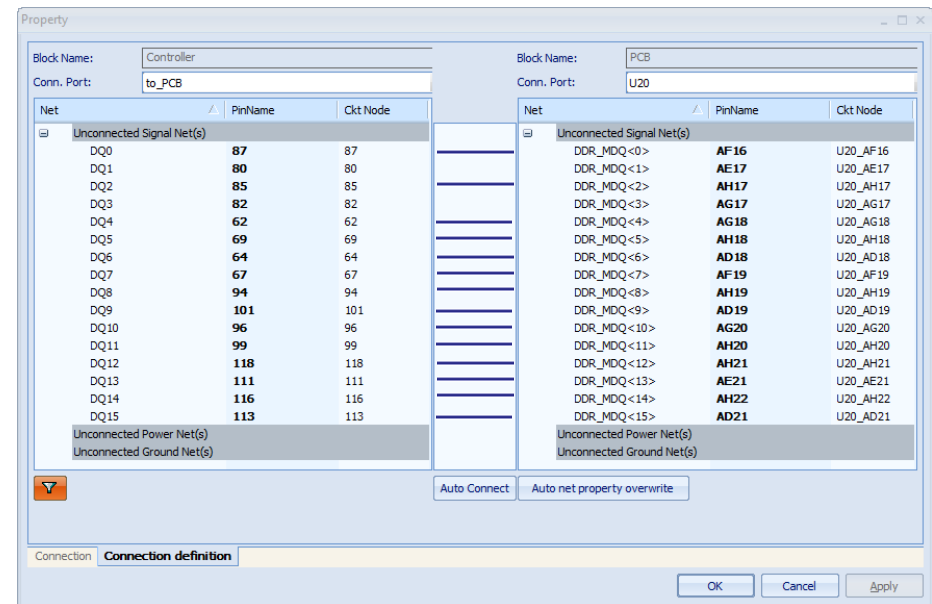 Property
Block Name: Controller Block Name: PCB
Conn. Port: to_PCB Conn. Port: U20
Net PinName Ckt Node Net PinName Ckt Node
Unconnected Signal Net(s) Unconnected Signal Net(s)
DQ0 87 87 DDR_MDQ<0> AF16 U20_AF16
DQ1 80 80 DDR_MDQ<1> AE17 U20_AE17
DQ2 85 85 DDR_MDQ<2> AH17 U20_AH17
DQ3 82 82 DDR_MDQ<3> AG17 U20_AG17
DQ4 62 62 DDR_MDQ<4> AG18 U20_AG18
DQ5 69 69 DDR_MDQ<5> AH18 U20_AH18
DQ6 64 64 DDR_MDQ<6> AD18 U20_AD18
DQ7 67 67 DDR_MDQ<7> AF19 U20_AF19
DQ8 94 94 DDR_MDQ<8> AH19 U20_AH19
DQ9 101 101 DDR_MDQ<9> AD19 U20_AD19
DQ10 96 96 DDR_MDQ<10> AG20 U20_AG20
DQ11 99 99 DDR_MDQ<11> AH20 U20_AH20
DQ12 118 118 DDR_MDQ<12> AH21 U20_AH21
DQ13 111 111 DDR_MDQ<13> AE21 U20_AE21
DQ14 116 116 DDR_MDQ<14> AH22 U20_AH22
DQ15 113 113 DDR_MDQ<15> AD21 U20_AD21
Unconnected Power Net(s) Unconnected Power Net(s)
Unconnected Ground Net(s) Unconnected Ground Net(s)
Auto Connect Auto net property overwrite
Connection Connection definition
OK Cancel Apply